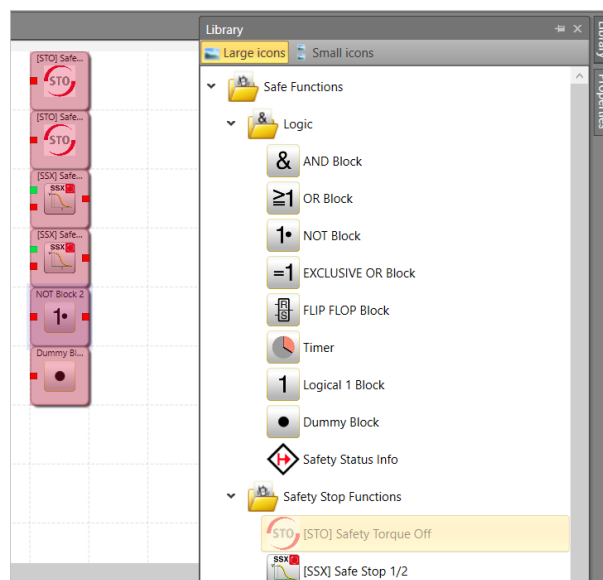 [STO] Safe...
STO
[STO] Safe...
STO
[SSX] Safe...
SSX
[SSX] Safe...
SSX
NOT Block 2
1
Dummy Bl...
Library
Large icons
Small icons
Safe Functions
&
Logic
& AND Block
≧1 OR Block
1• NOT Block
=1 EXCLUSIVE OR Block
R
S
FLIP FLOP Block
Timer
1 Logical 1 Block
Dummy Block
Safety Status Info
Safety Stop Functions
STO [STO] Safety Torque Off
SSX [SSX] Safe Stop 1/2
Library
Properties